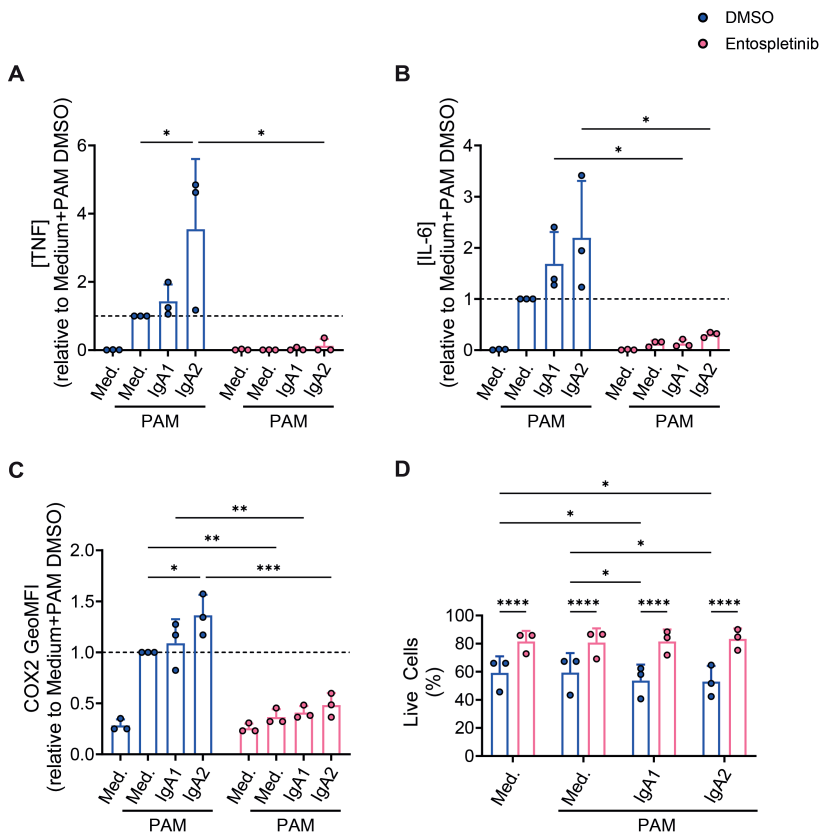 DMSO
Entospletinib
A
[TNF]
(relative to Medium+PAM DMSO)
6
4
2
0
*
*
Med.
Med.
IgA1
IgA2
Med.
Med.
IgA1
IgA2
PAM
PAM
B
[IL-6]
(relative to Medium+PAM DMSO)
4
3
2
1
0
*
*
Med.
Med.
IgA1
IgA2
Med.
Med.
IgA1
IgA2
PAM
PAM
C
COX2 GeoMFI
(relative to Medium+PAM DMSO)
2.0
1.5
1.0
0.5
0.0
**
**
*
***
Med.
Med.
IgA1
IgA2
Med.
Med.
IgA1
IgA2
PAM
PAM
D
Live Cells
(%)
100
80
60
40
20
0
*
*
*
*
****
****
****
****
Med.
Med.
IgA1
IgA2
PAM